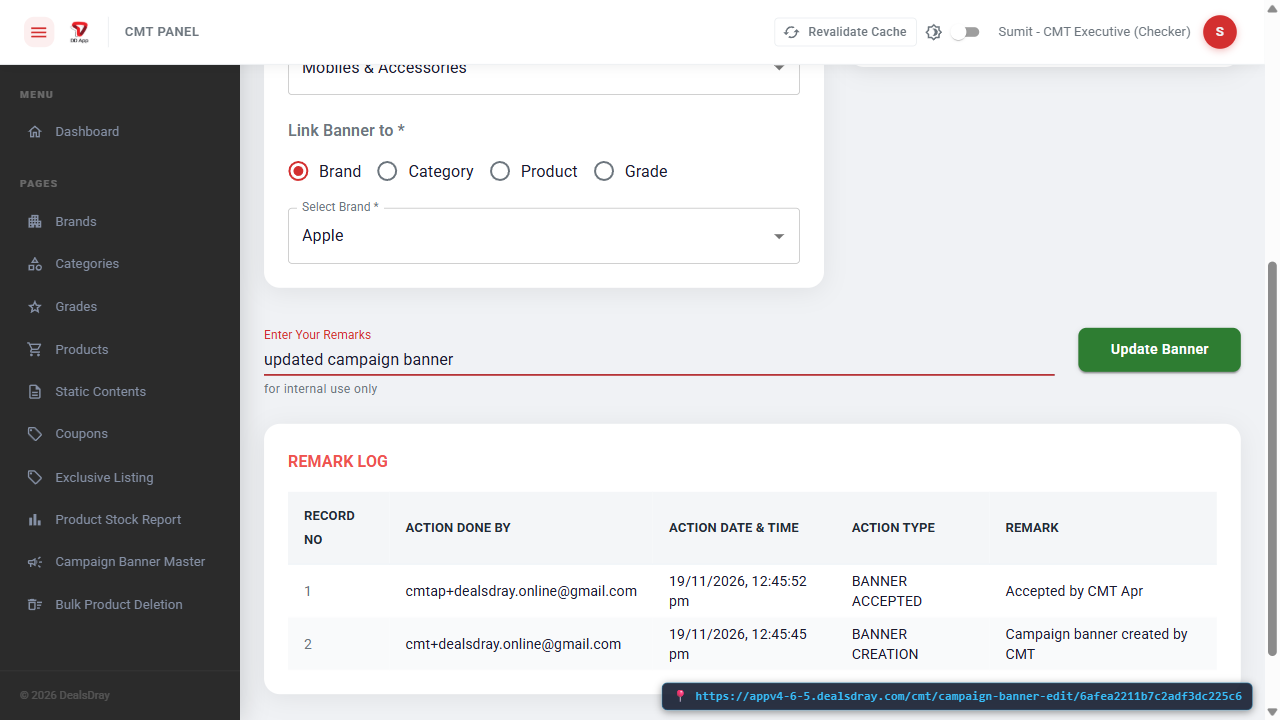 DD App
CMT PANEL
Revalidate Cache
Sumit - CMT Executive (Checker)
S
MENU
Dashboard
PAGES
Brands
Categories
Grades
Products
Static Contents
Coupons
Exclusive Listing
Product Stock Report
Campaign Banner Master
Bulk Product Deletion
© 2026 DealsDray
Mobiles & Accessories
Link Banner to *
Brand Category Product Grade
Select Brand *
Apple
Enter Your Remarks
updated campaign banner
for internal use only
Update Banner
REMARK LOG
RECORD
NO
ACTION DONE BY
ACTION DATE & TIME
ACTION TYPE
REMARK
1
cmtap+dealsdray.online@gmail.com
19/11/2026, 12:45:52
pm
BANNER
ACCEPTED
Accepted by CMT Apr
2
cmt+dealsdray.online@gmail.com
19/11/2026, 12:45:45
pm
BANNER
CREATION
Campaign banner created by
CMT
https://appv4-6-5.dealsdray.com/cmt/campaign-banner-edit/6afea2211b7c2adf3dc225c6